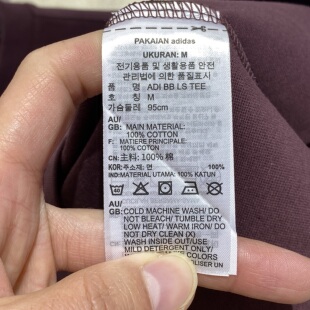 PAKAIAN adidas
UKURAN: M
전기용품 및 생활용품 안전
관리법에 의한 품질표시
품 명 ADI BB LS TEE
호 칭 M
가슴둘레 95cm
AU/
GB: MAIN MATERIAL:
100% COTTON
F: MATIERE PRINCIPALE:
100% COTON
CN: 主料: 100% 棉
KOR: 주소재: 면 100%
IND: MATERIAL UTAMA: 100% KATUN
AU/
GB: COLD MACHINE WASH/ DO
NOT BLEACH/ TUMBLE DRY
LOW HEAT/ WARM IRON/ DO
NOT DRY CLEAN (X)
WASH INSIDE OUT/ USE
MILD DETERGENT ONLY/
COLORS